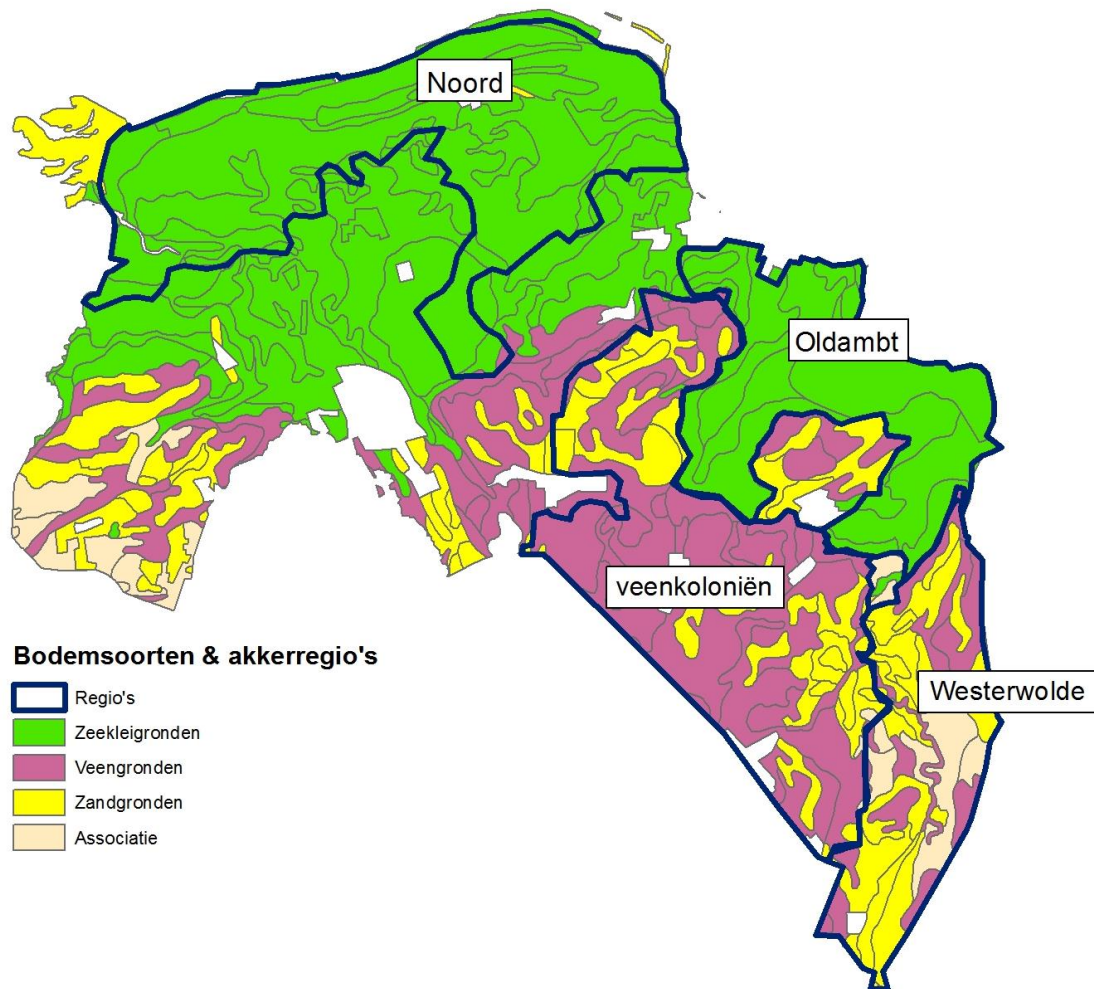 Noord
Oldambt
veenkoloniën
Westerwolde
Bodemsoorten & akkerregio's
Regio's
Zeekleigronden
Veengronden
Zandgronden
Associatie